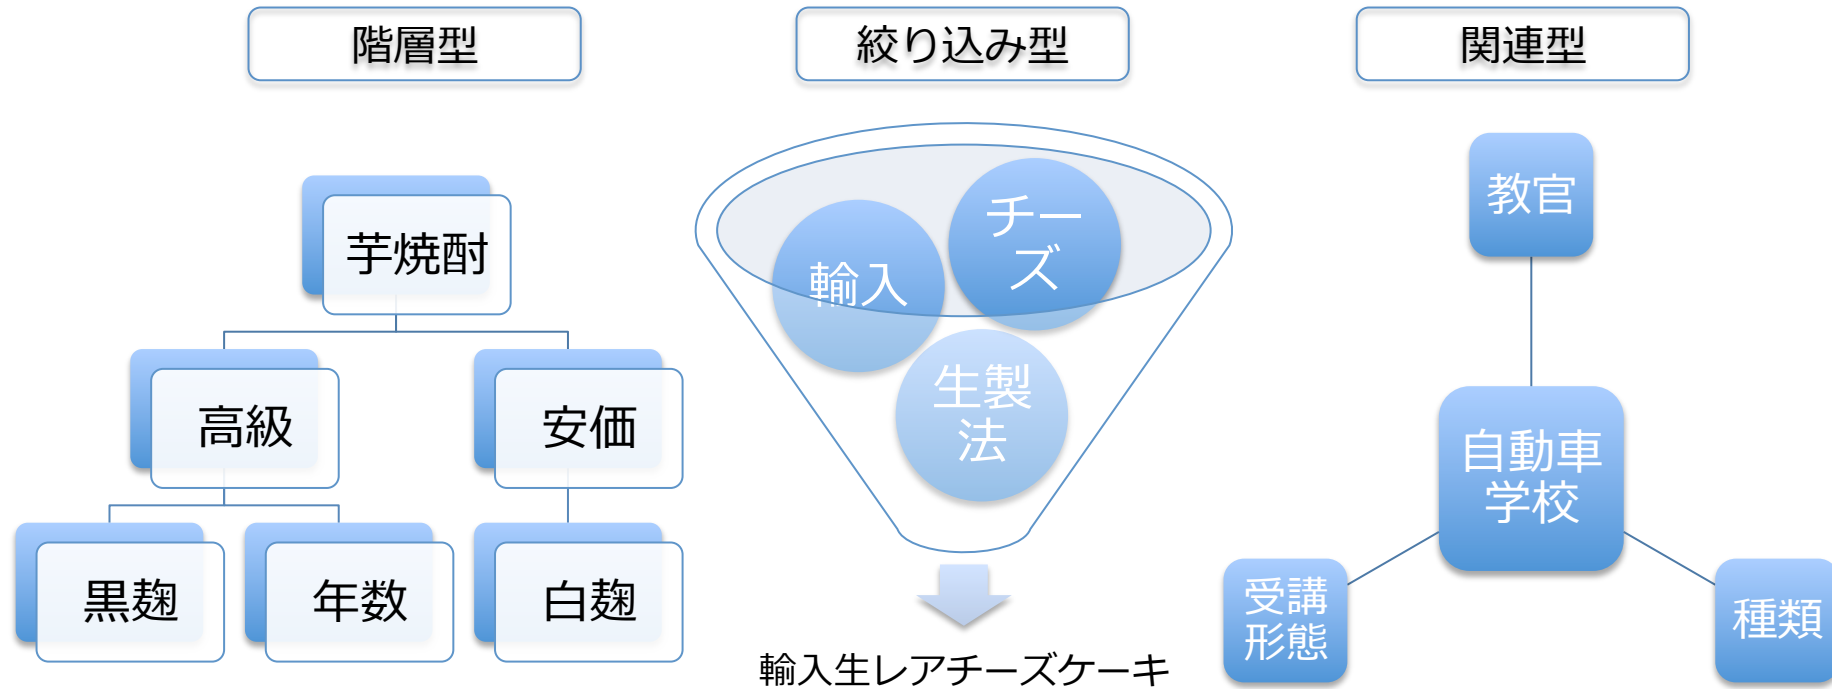 階層型
絞り込み型
関連型
芋焼酎
高級
安価
黒麹
年数
白麹
輸入
チー
ズ
生製
法
輸入生レアチーズケーキ
教官
自動車
学校
受講
形態
種類